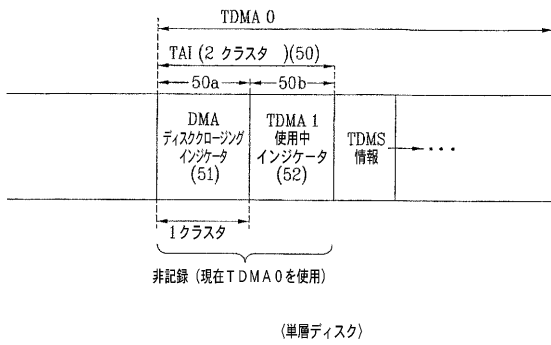 TDMA 0
TAI (2 クラスタ )(50)
50a
50b
DMA
ディスククロージング
インジケータ
(51)
TDMA 1
使用中
インジケータ
(52)
TDMS
情報
1クラスタ
非記録 (現在TDMA0を使用)
〈単層ディスク〉